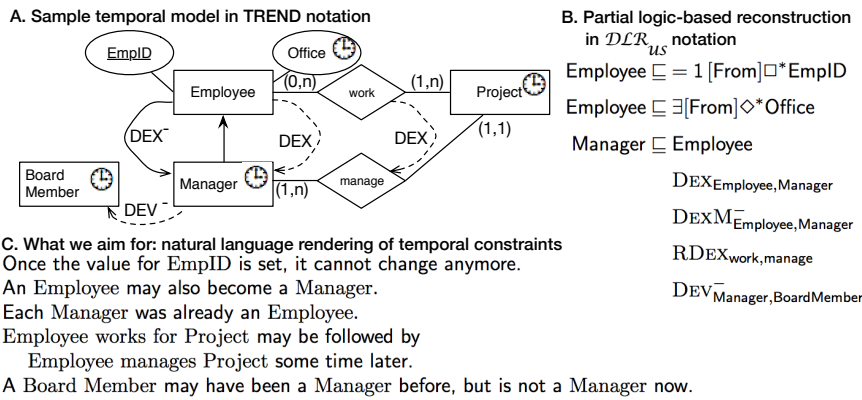 A. Sample temporal model in TREND notation
EmpID
Office
Employee
(0,n)
work
(1,n)
Project
(1,1)
DEX⁻
DEX
DEX
Board
Member
Manager
(1,n)
manage
DEV⁻
B. Partial logic-based reconstruction
in 𝒟ℒℛ_𝒰𝒮 notation
Employee ⊑ = 1 [From]□*EmpID
Employee ⊑ ∃[From]◇*Office
Manager ⊑ Employee
DEX_Employee,Manager
DEXM⁻_Employee,Manager
RDEX_work,manage
DEV⁻_Manager,BoardMember
C. What we aim for: natural language rendering of temporal constraints
Once the value for EmpID is set, it cannot change anymore.
An Employee may also become a Manager.
Each Manager was already an Employee.
Employee works for Project may be followed by
Employee manages Project some time later.
A Board Member may have been a Manager before, but is not a Manager now.